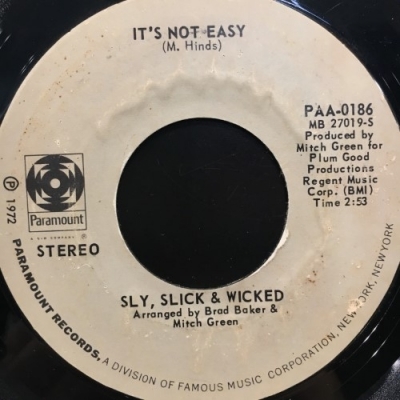 IT'S NOT EASY
(M. Hinds)
PAA-0186
MB 27019-S
Produced by
Mitch Green for
Plum Good
Productions
Regent Music
Corp. (BMI)
Time 2:53
Paramount
A G+W COMPANY
STEREO
Ⓟ 1972
SLY, SLICK & WICKED
Arranged by Brad Baker &
Mitch Green
PARAMOUNT RECORDS, A DIVISION OF FAMOUS MUSIC CORPORATION, NEW YORK, NEW YORK